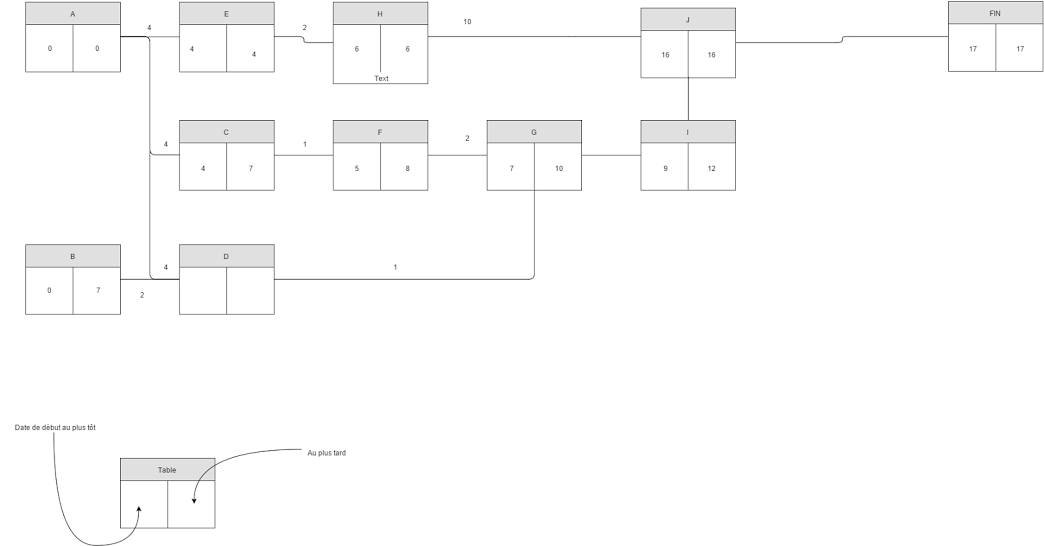 A
E
H
J
FIN
4
2
10
0 0
4 4
6 6
16 16
17 17
Text
C
F
G
I
4
1
2
4 7
5 8
7 10
9 12
B
D
4
1
0 7
2
Date de début au plus tôt
Au plus tard
Table